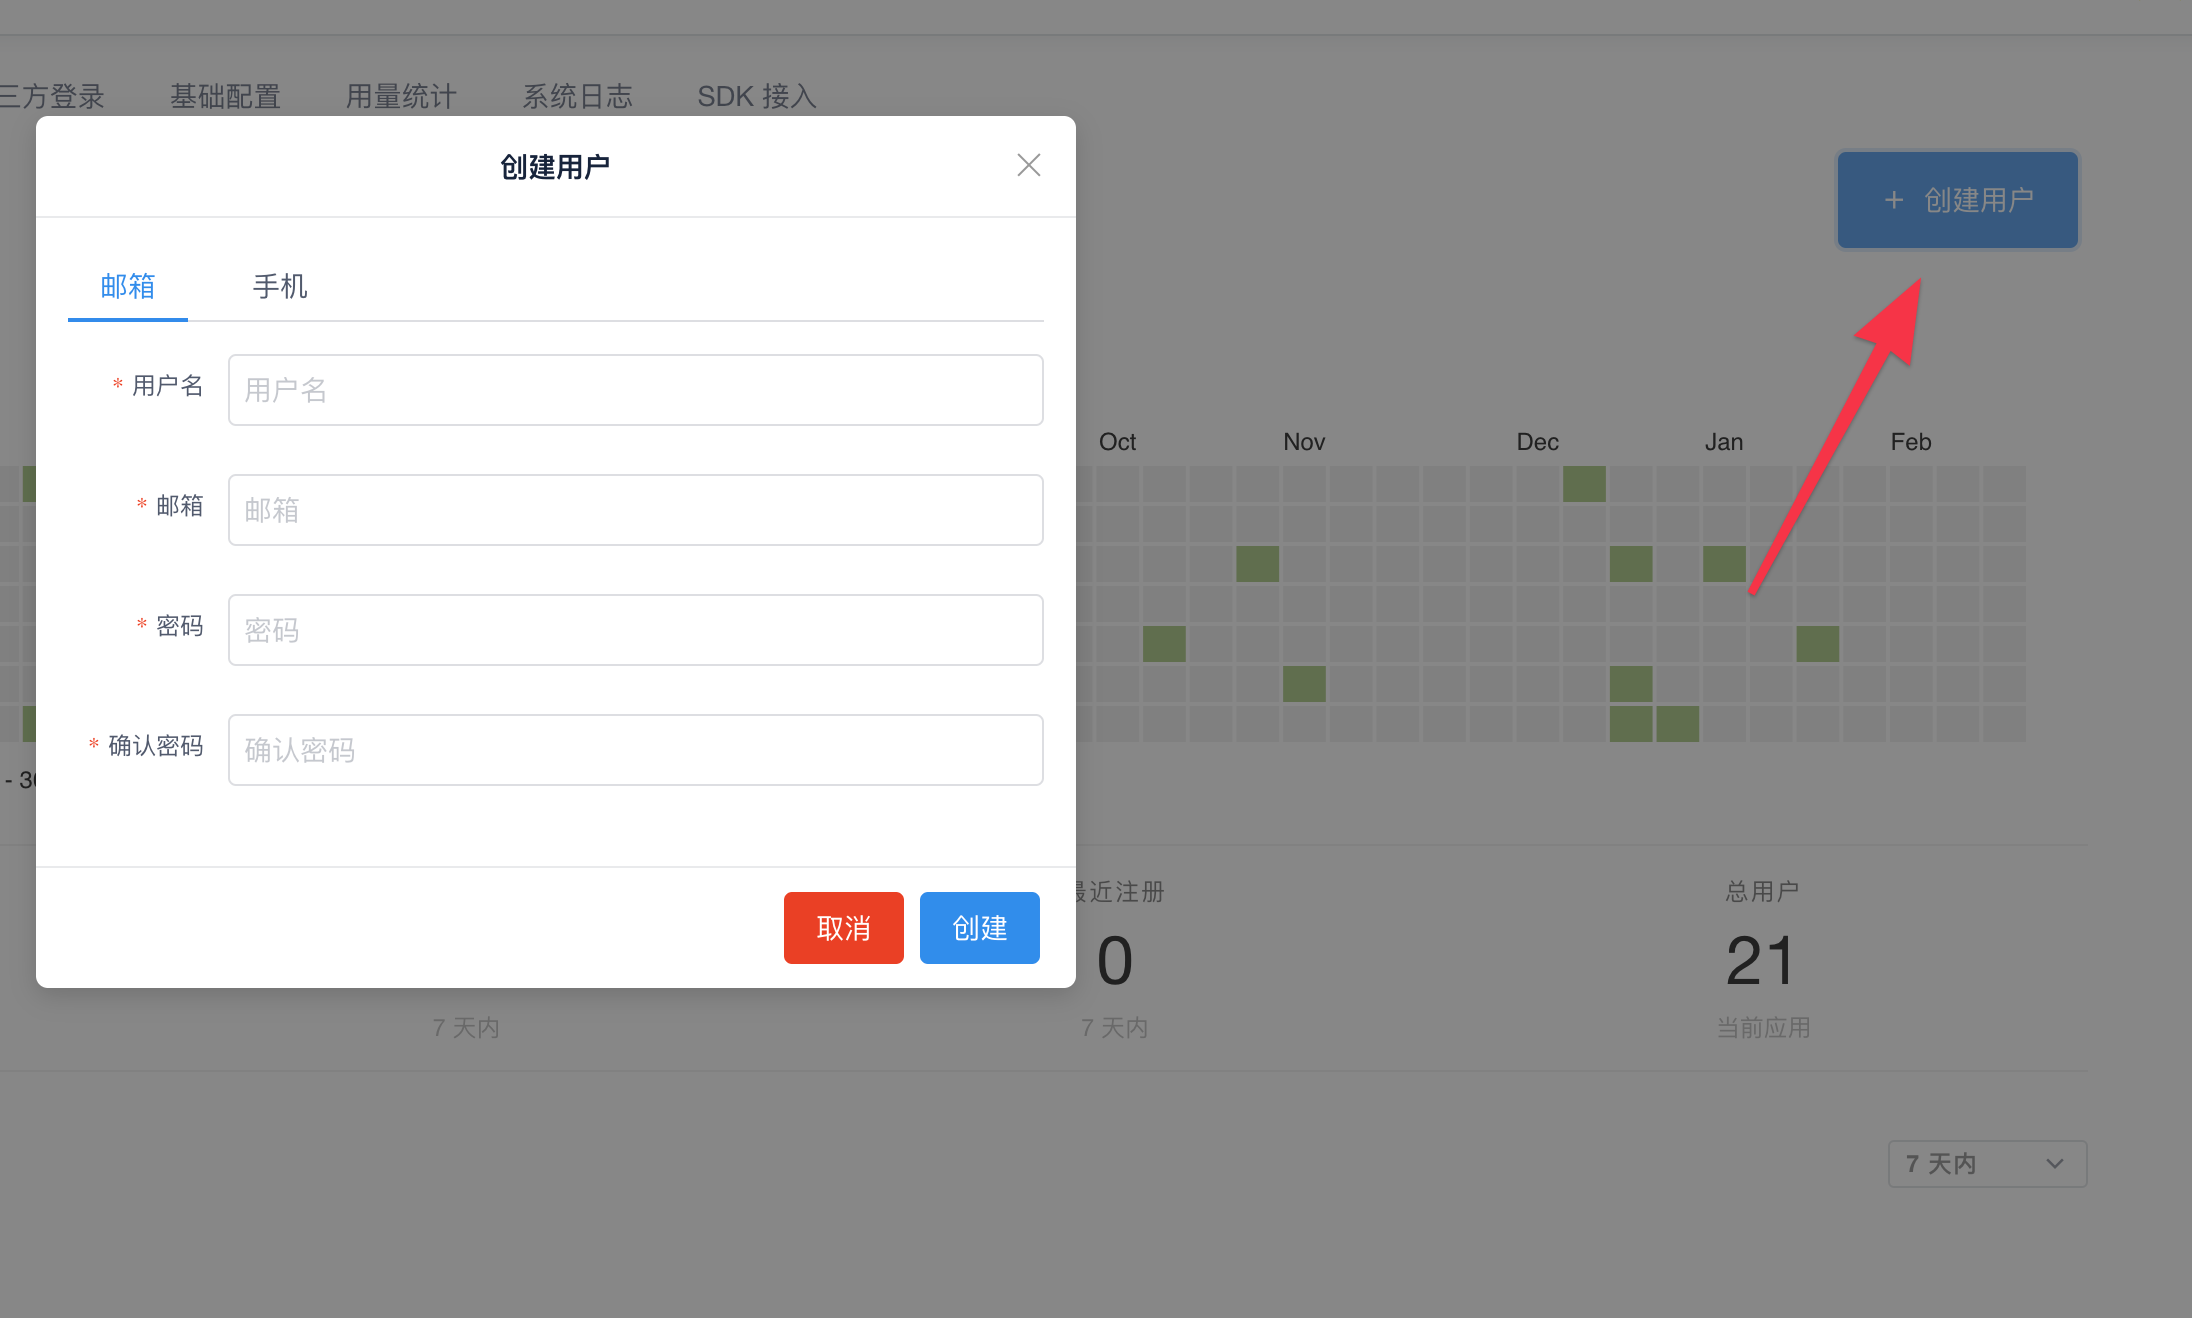 三方登录 基础配置 用量统计 系统日志 SDK 接入
创建用户
+ 创建用户
邮箱 手机
* 用户名 用户名
* 邮箱 邮箱
* 密码 密码
* 确认密码 确认密码
取消 创建
Oct Nov Dec Jan Feb
最近注册 总用户
0 21
7 天内 7 天内 当前应用
7 天内